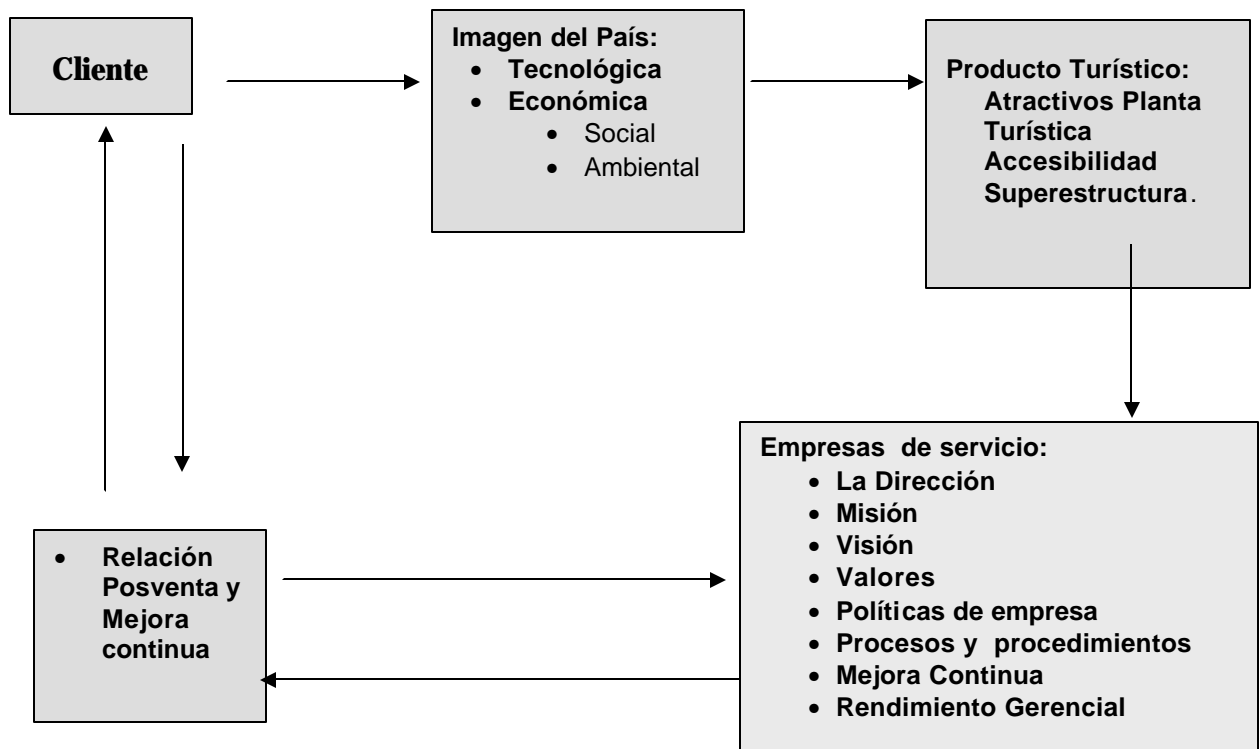 Cliente
Imagen del País:
• Tecnológica
• Económica
• Social
• Ambiental
Producto Turístico:
Atractivos Planta
Turística
Accesibilidad
Superestructura.
Empresas de servicio:
• La Dirección
• Misión
• Visión
• Valores
• Políticas de empresa
• Procesos y procedimientos
• Mejora Continua
• Rendimiento Gerencial
• Relación
Posventa y
Mejora
continua